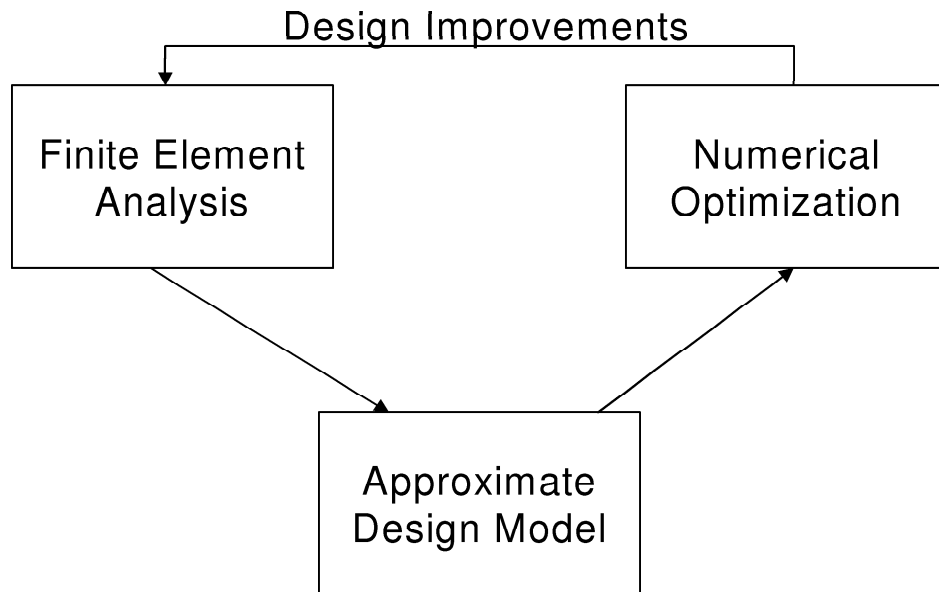 Design Improvements
Finite Element
Analysis
Numerical
Optimization
Approximate
Design Model